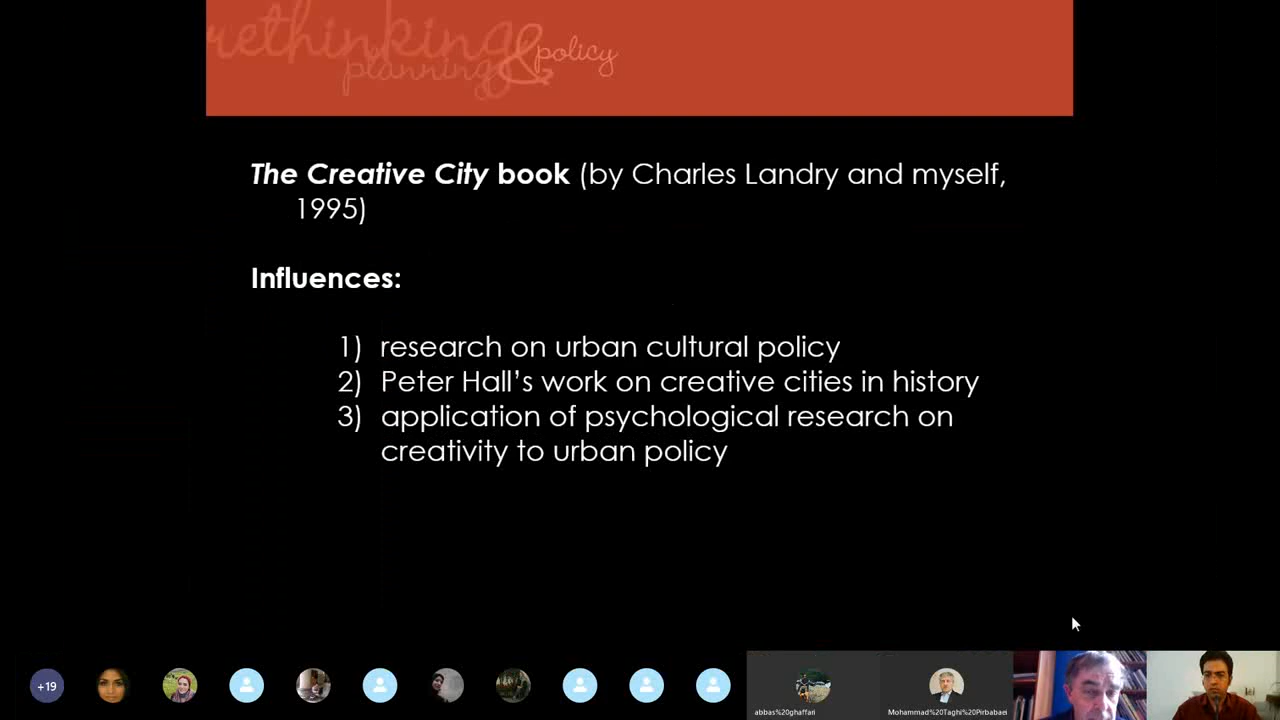 rethinking
planning & policy
The Creative City book (by Charles Landry and myself,
1995)
Influences:
1) research on urban cultural policy
2) Peter Hall’s work on creative cities in history
3) application of psychological research on
creativity to urban policy
+19
abbas%20ghaffari
Mohammad%20Taghi%20Pirbabaei